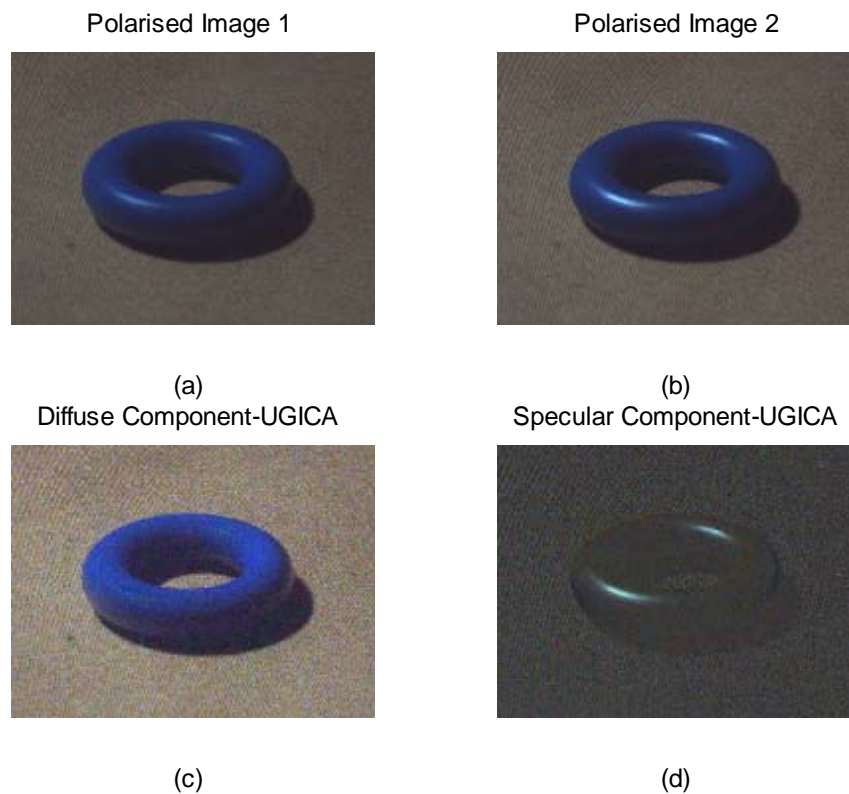 Polarised Image 1
Polarised Image 2
(a)
(b)
Diffuse Component-UGICA
Specular Component-UGICA
(c)
(d)